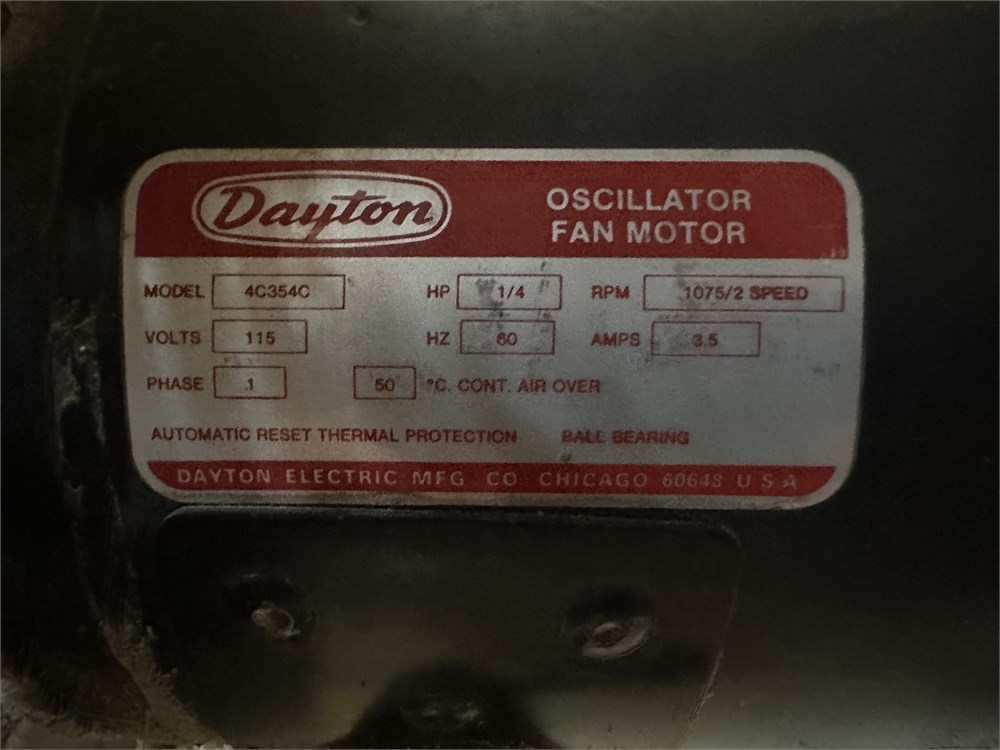 Dayton
OSCILLATOR
FAN MOTOR
MODEL 4C354C HP 1/4 RPM 1075/2 SPEED
VOLTS 115 HZ 60 AMPS 3.5
PHASE 1 50 °C. CONT. AIR OVER
AUTOMATIC RESET THERMAL PROTECTION BALL BEARING
DAYTON ELECTRIC MFG CO CHICAGO 60648 U S A